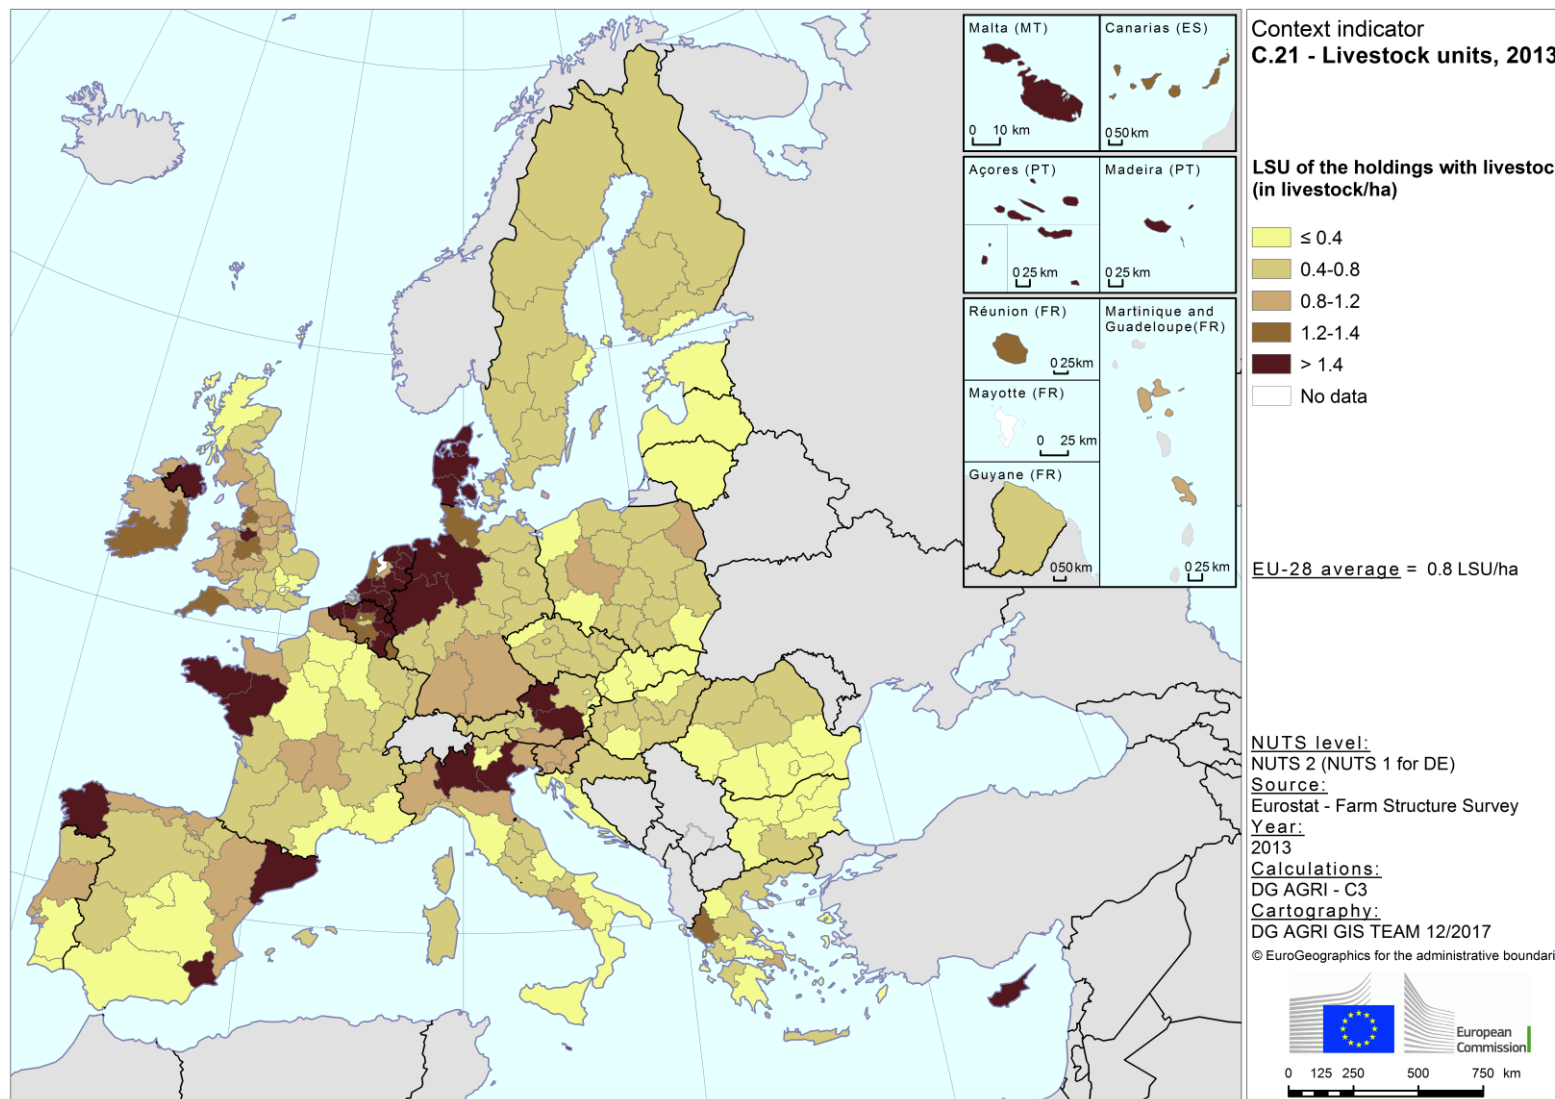 Context indicator
C.21 - Livestock units, 2013
Malta (MT)
0 10 km
Canarias (ES)
0 50 km
Açores (PT)
0 25 km
Madeira (PT)
0 25 km
Réunion (FR)
0 25km
Martinique and
Guadeloupe(FR)
0 25 km
Mayotte (FR)
0 25 km
Guyane (FR)
0 50 km
LSU of the holdings with livestoc
(in livestock/ha)
≤ 0.4
0.4-0.8
0.8-1.2
1.2-1.4
> 1.4
No data
EU-28 average = 0.8 LSU/ha
NUTS level:
NUTS 2 (NUTS 1 for DE)
Source:
Eurostat - Farm Structure Survey
Year:
2013
Calculations:
DG AGRI - C3
Cartography:
DG AGRI GIS TEAM 12/2017
© EuroGeographics for the administrative boundari
European
Commission
0 125 250 500 750 km